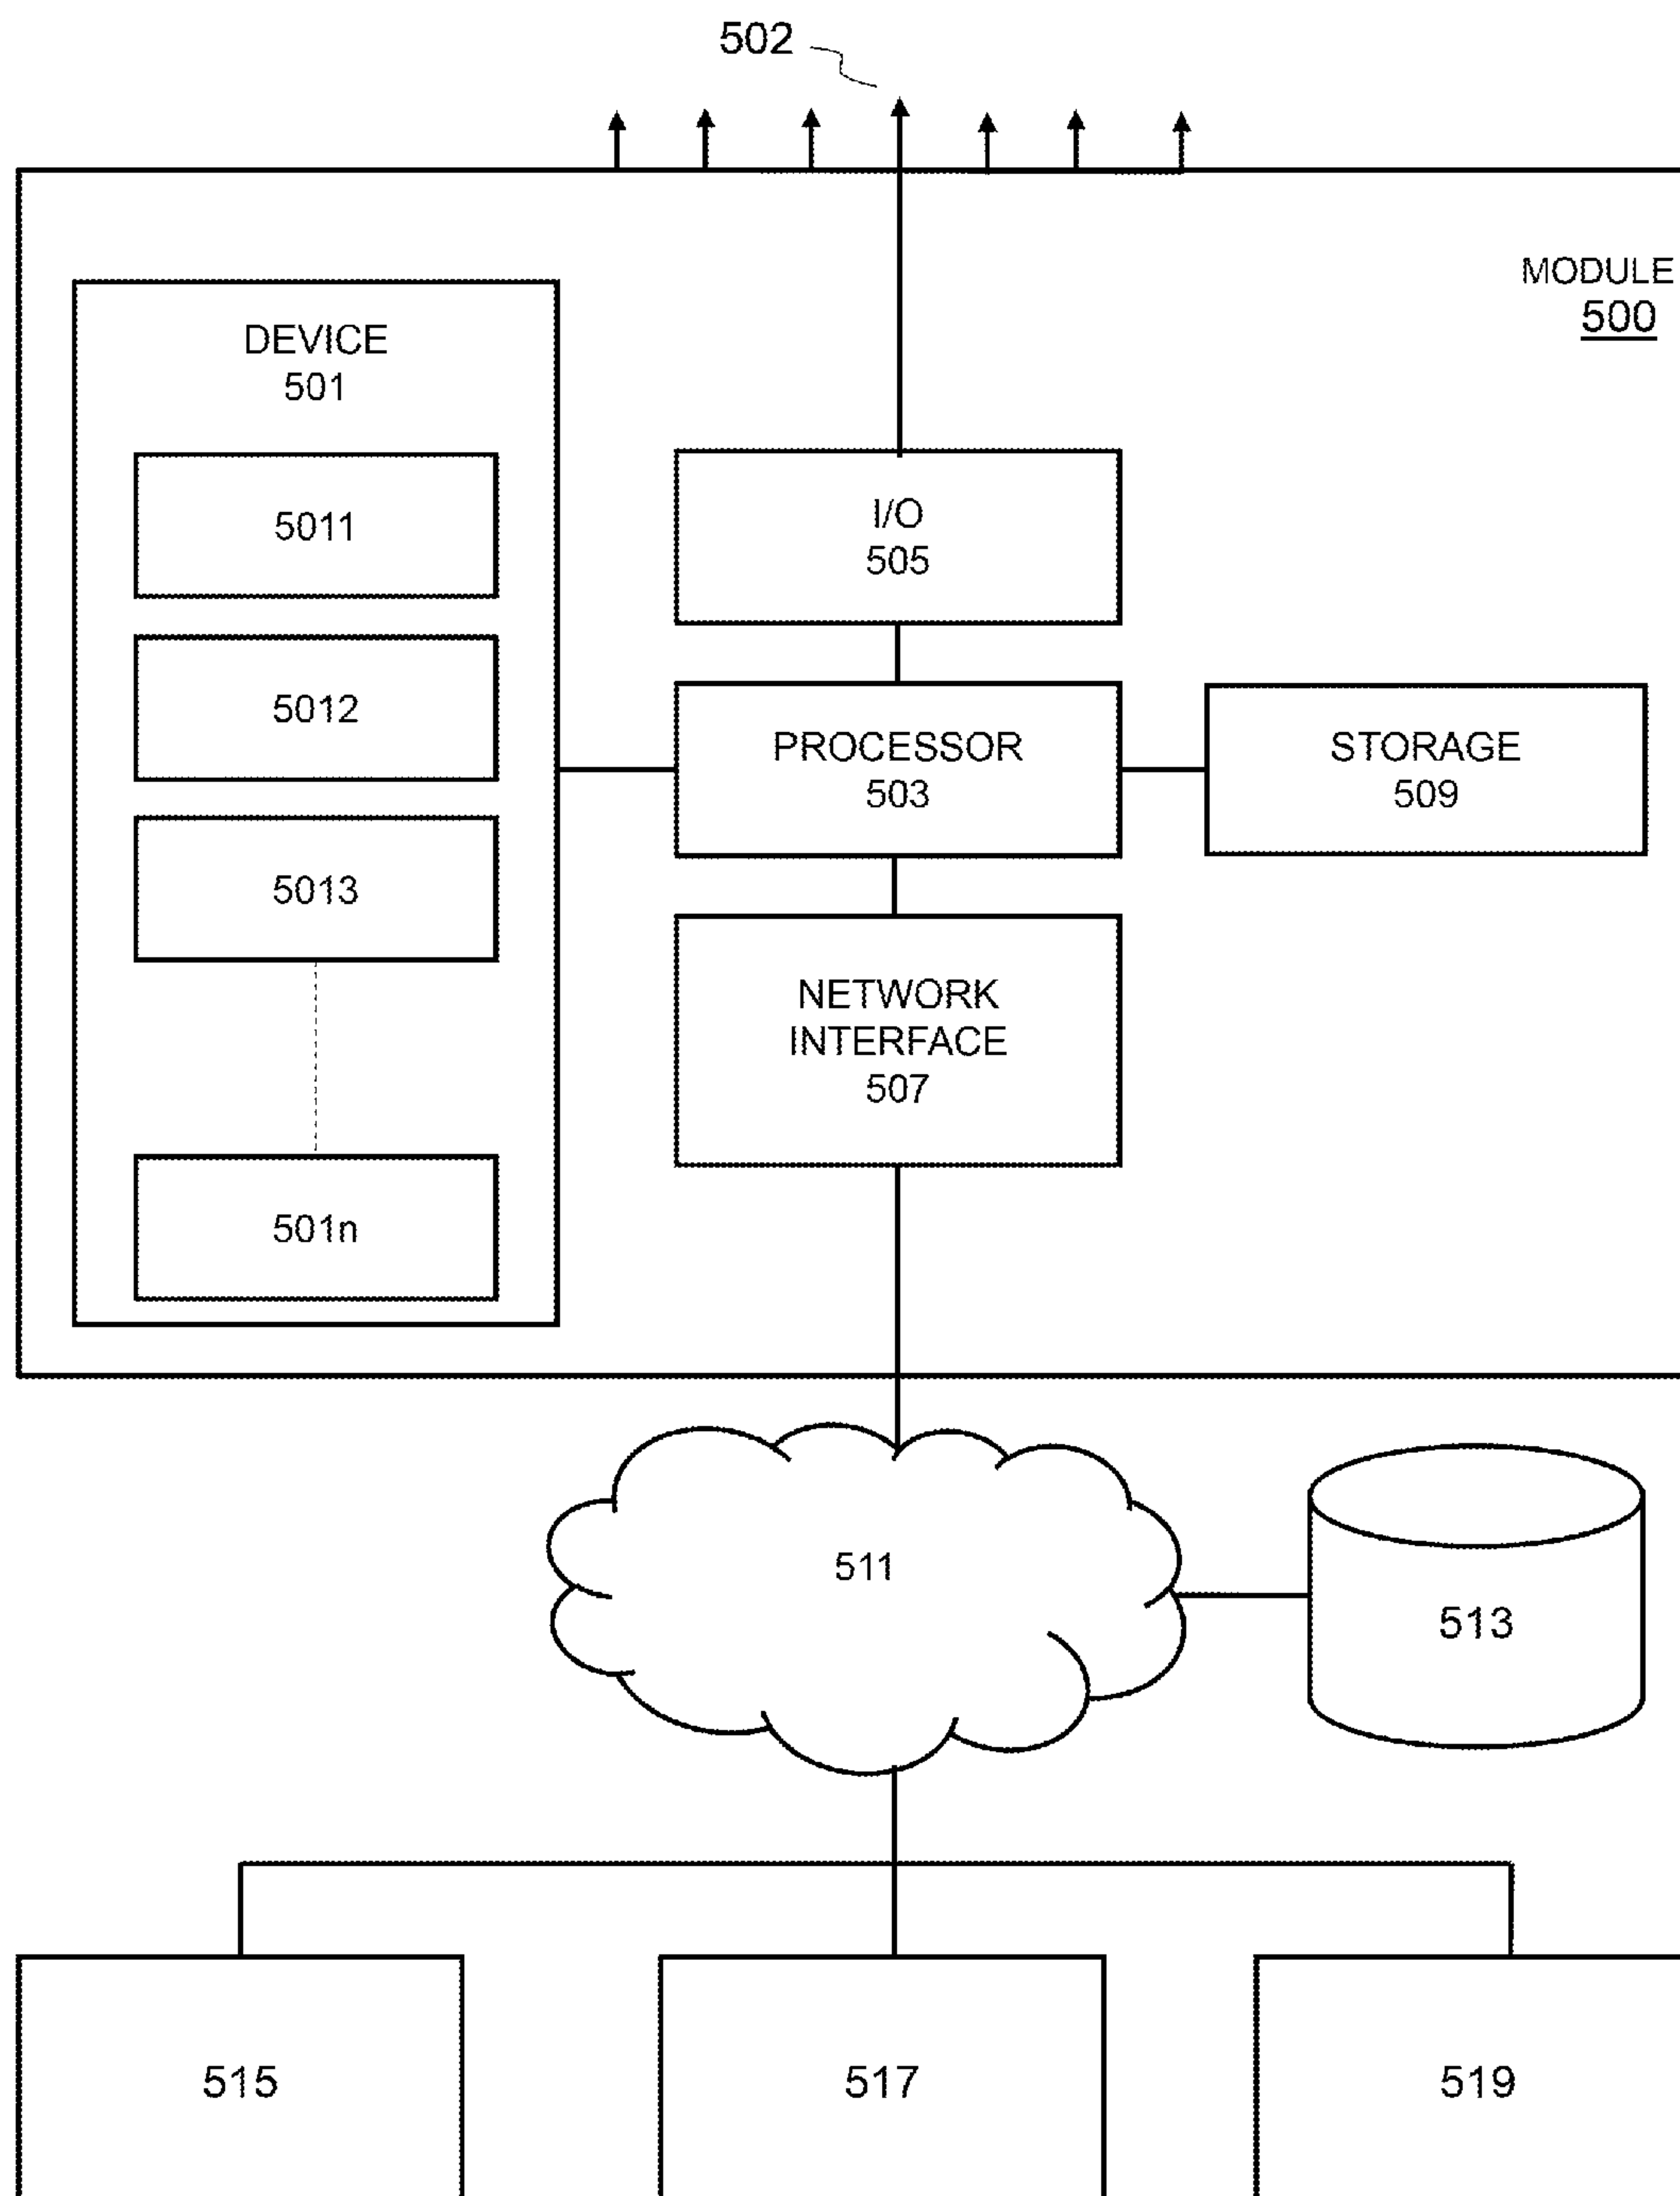 502
MODULE
500
DEVICE
501
5011
I/O
505
5012
PROCESSOR
503
STORAGE
509
5013
NETWORK
INTERFACE
507
501n
511
513
515
517
519